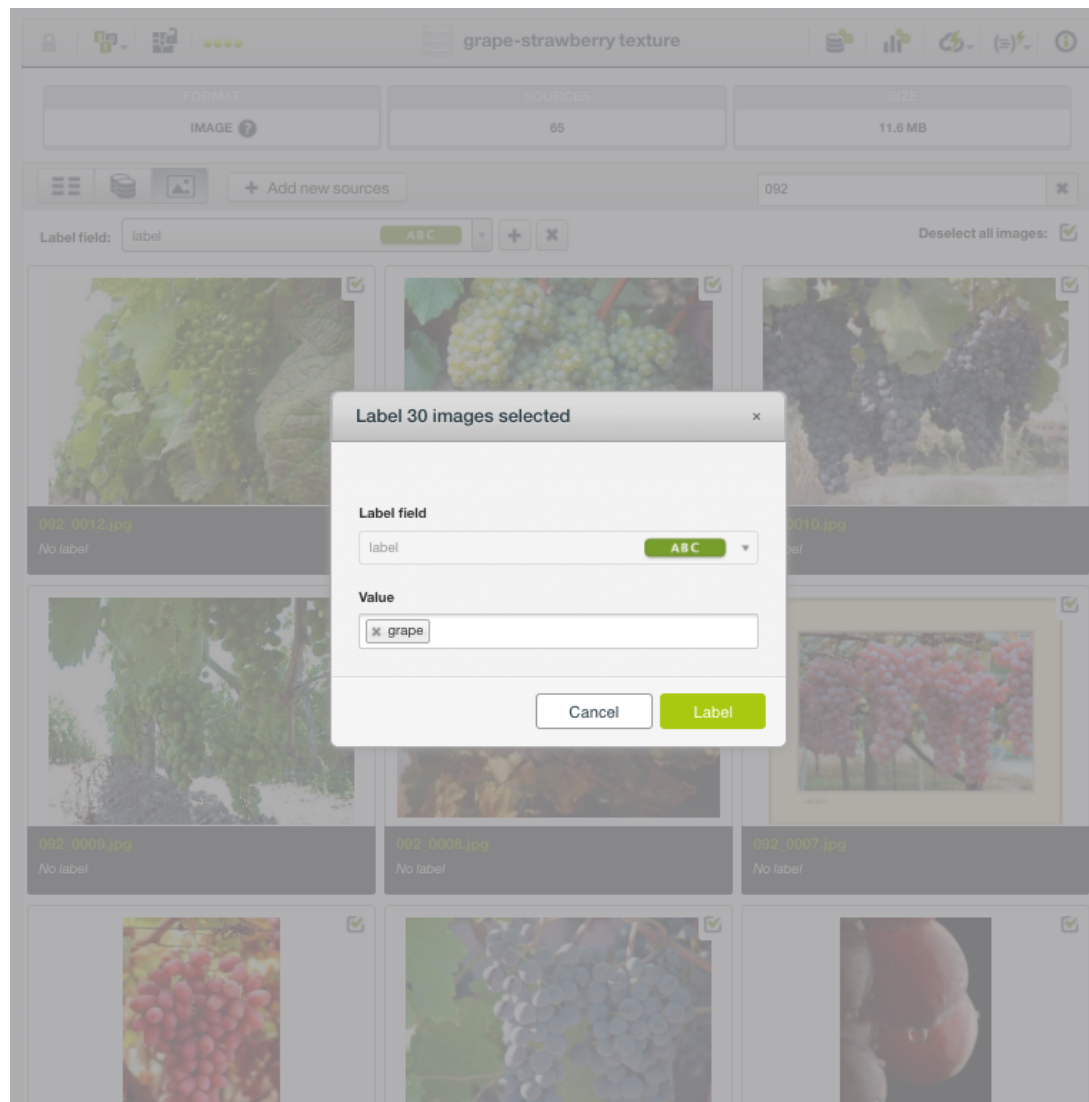 grape-strawberry texture
FORMAT
SOURCES
SIZE
IMAGE
65
11.6 MB
Add new sources
092
Label field:
label
ABC
Deselect all images:
Label 30 images selected
Label field
label
ABC
Value
grape
Cancel
Label
092_0012.jpg
No label
092_0009.jpg
No label
092_0008.jpg
No label
092_0007.jpg
No label